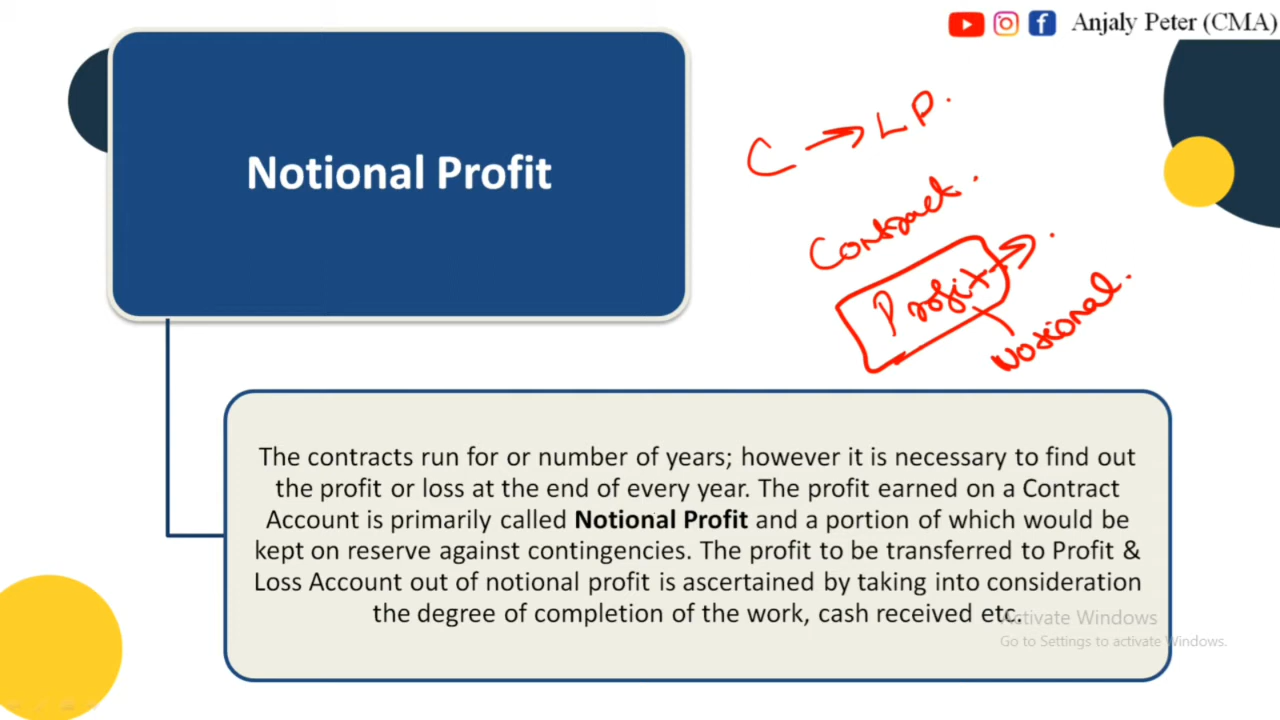 Anjaly Peter (CMA)
Notional Profit
C → L P.
Contract.
Profit
Notional.
The contracts run for or number of years; however it is necessary to find out
the profit or loss at the end of every year. The profit earned on a Contract
Account is primarily called Notional Profit and a portion of which would be
kept on reserve against contingencies. The profit to be transferred to Profit &
Loss Account out of notional profit is ascertained by taking into consideration
the degree of completion of the work, cash received etc.
Activate Windows
Go to Settings to activate Windows.